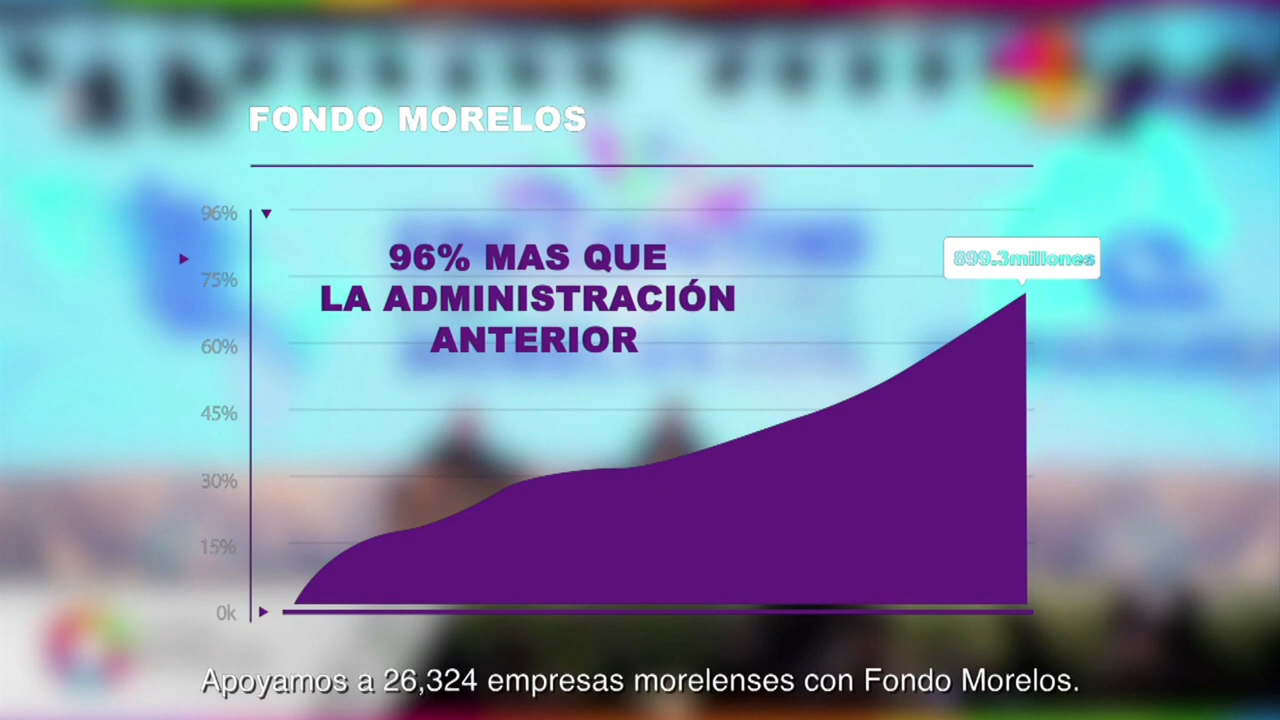 FONDO MORELOS
96%
75%
60%
45%
30%
15%
0k
96% MAS QUE
LA ADMINISTRACIÓN
ANTERIOR
899.3millones
Apoyamos a 26,324 empresas morelenses con Fondo Morelos.